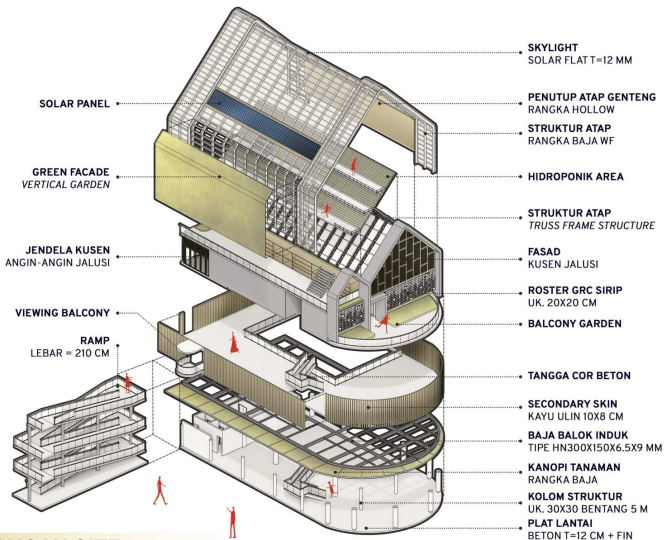 SKYLIGHT
SOLAR FLAT T=12 MM
SOLAR PANEL
PENUTUP ATAP GENTENG
RANGKA HOLLOW
STRUKTUR ATAP
RANGKA BAJA WF
GREEN FACADE
VERTICAL GARDEN
HIDROPONIK AREA
STRUKTUR ATAP
TRUSS FRAME STRUCTURE
JENDELA KUSEN
ANGIN-ANGIN JALUSI
FASAD
KUSEN JALUSI
ROSTER GRC SIRIP
UK. 20X20 CM
VIEWING BALCONY
BALCONY GARDEN
RAMP
LEBAR = 210 CM
TANGGA COR BETON
SECONDARY SKIN
KAYU ULIN 10X8 CM
BAJA BALOK INDUK
TIPE HN300X150X6.5X9 MM
KANOPI TANAMAN
RANGKA BAJA
KOLOM STRUKTUR
UK. 30X30 BENTANG 5 M
PLAT LANTAI
BETON T=12 CM + FIN